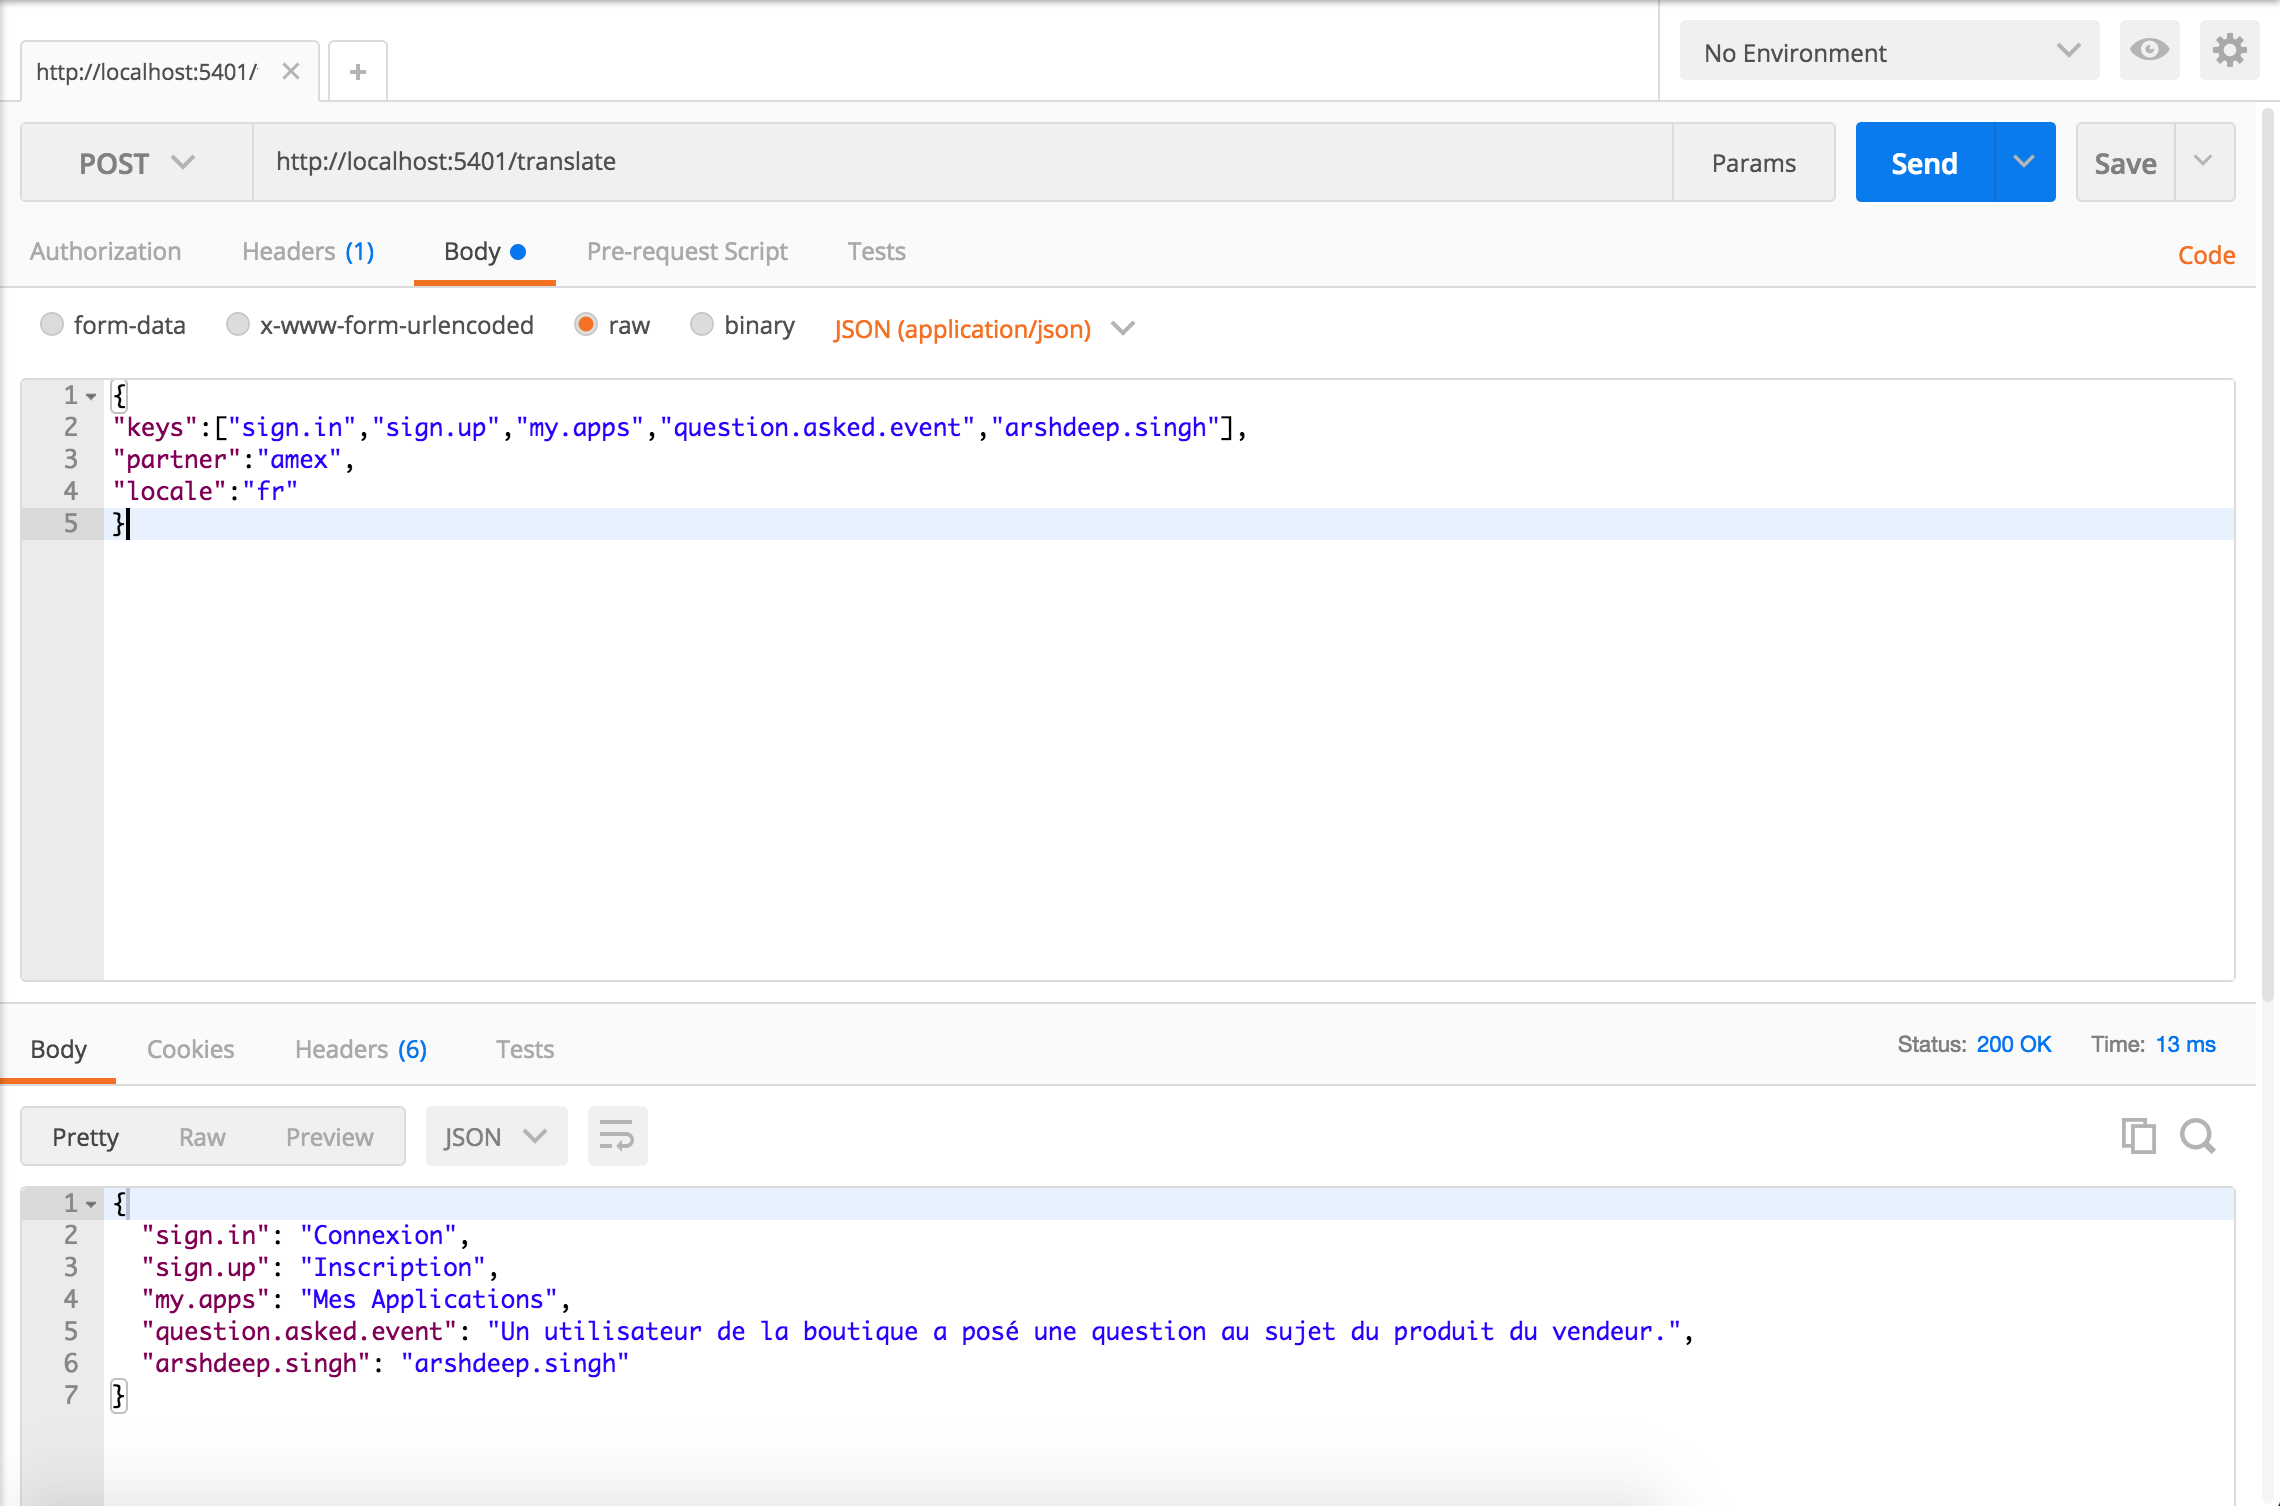 http://localhost:5401/
No Environment
POST
http://localhost:5401/translate
Params
Send
Save
Authorization
Headers (1)
Body
Pre-request Script
Tests
Code
form-data
x-www-form-urlencoded
raw
binary
JSON (application/json)
1 {
2 "keys":["sign.in","sign.up","my.apps","question.asked.event","arshdeep.singh"],
3 "partner":"amex",
4 "locale":"fr"
5 }
Body
Cookies
Headers (6)
Tests
Status: 200 OK
Time: 13 ms
Pretty
Raw
Preview
JSON
1 {
2 "sign.in": "Connexion",
3 "sign.up": "Inscription",
4 "my.apps": "Mes Applications",
5 "question.asked.event": "Un utilisateur de la boutique a posé une question au sujet du produit du vendeur.",
6 "arshdeep.singh": "arshdeep.singh"
7 }